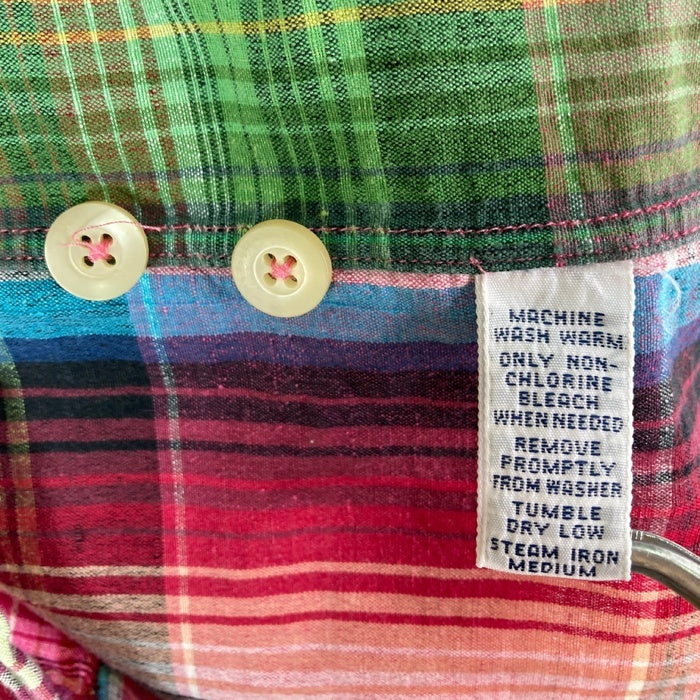 MACHINE
WASH WARM
ONLY NON-
CHLORINE
BLEACH
WHEN NEEDED
REMOVE
PROMPTLY
FROM WASHER
TUMBLE
DRY LOW
STEAM IRON
MEDIUM